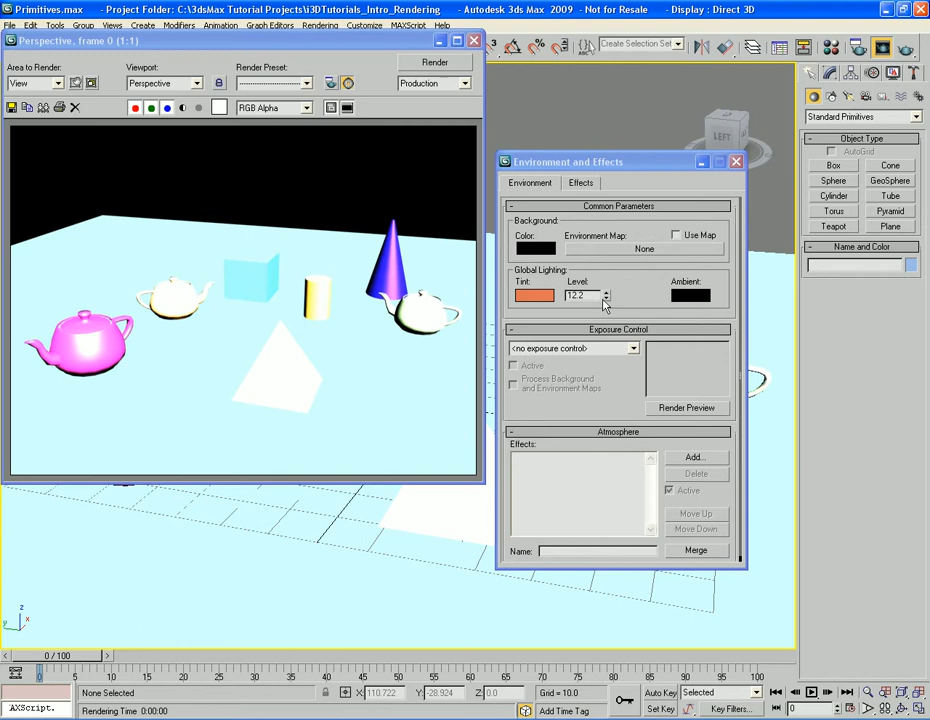 Primitives.max - Project Folder: C:\3dsMax Tutorial Projects\i3DTutorials_Intro_Rendering - Autodesk 3ds Max 2009 - Not for Resale - Display : Direct 3D
File Edit Tools Group Views Create Modifiers Animation Graph Editors Rendering Customize MAXScript Help
Perspective, frame 0 (1:1)
Create Selection Set
Area to Render:
Viewport:
Render Preset:
Render
View
Perspective
Production
RGB Alpha
Standard Primitives
Object Type
AutoGrid
Box Cone
Sphere GeoSphere
Cylinder Tube
Torus Pyramid
Teapot Plane
Name and Color
LEFT
Environment and Effects
Environment Effects
Common Parameters
Background:
Color: Environment Map: Use Map
None
Global Lighting:
Tint: Level: Ambient:
12.2
Exposure Control
<no exposure control>
Active
Process Background
and Environment Maps
Render Preview
Atmosphere
Effects:
Add...
Delete
Active
Move Up
Move Down
Name:
Merge
z
x
y
0 / 100
0 5 10 15 20 25 30 35 40 45 50 55 60 65 70 75 80 85 90 95 100
None Selected
X: 110.722 Y: -28.924 Z: 0.0 Grid = 10.0
Auto Key Selected
AXScript.
Rendering Time 0:00:00
Add Time Tag
Set Key Key Filters...
0